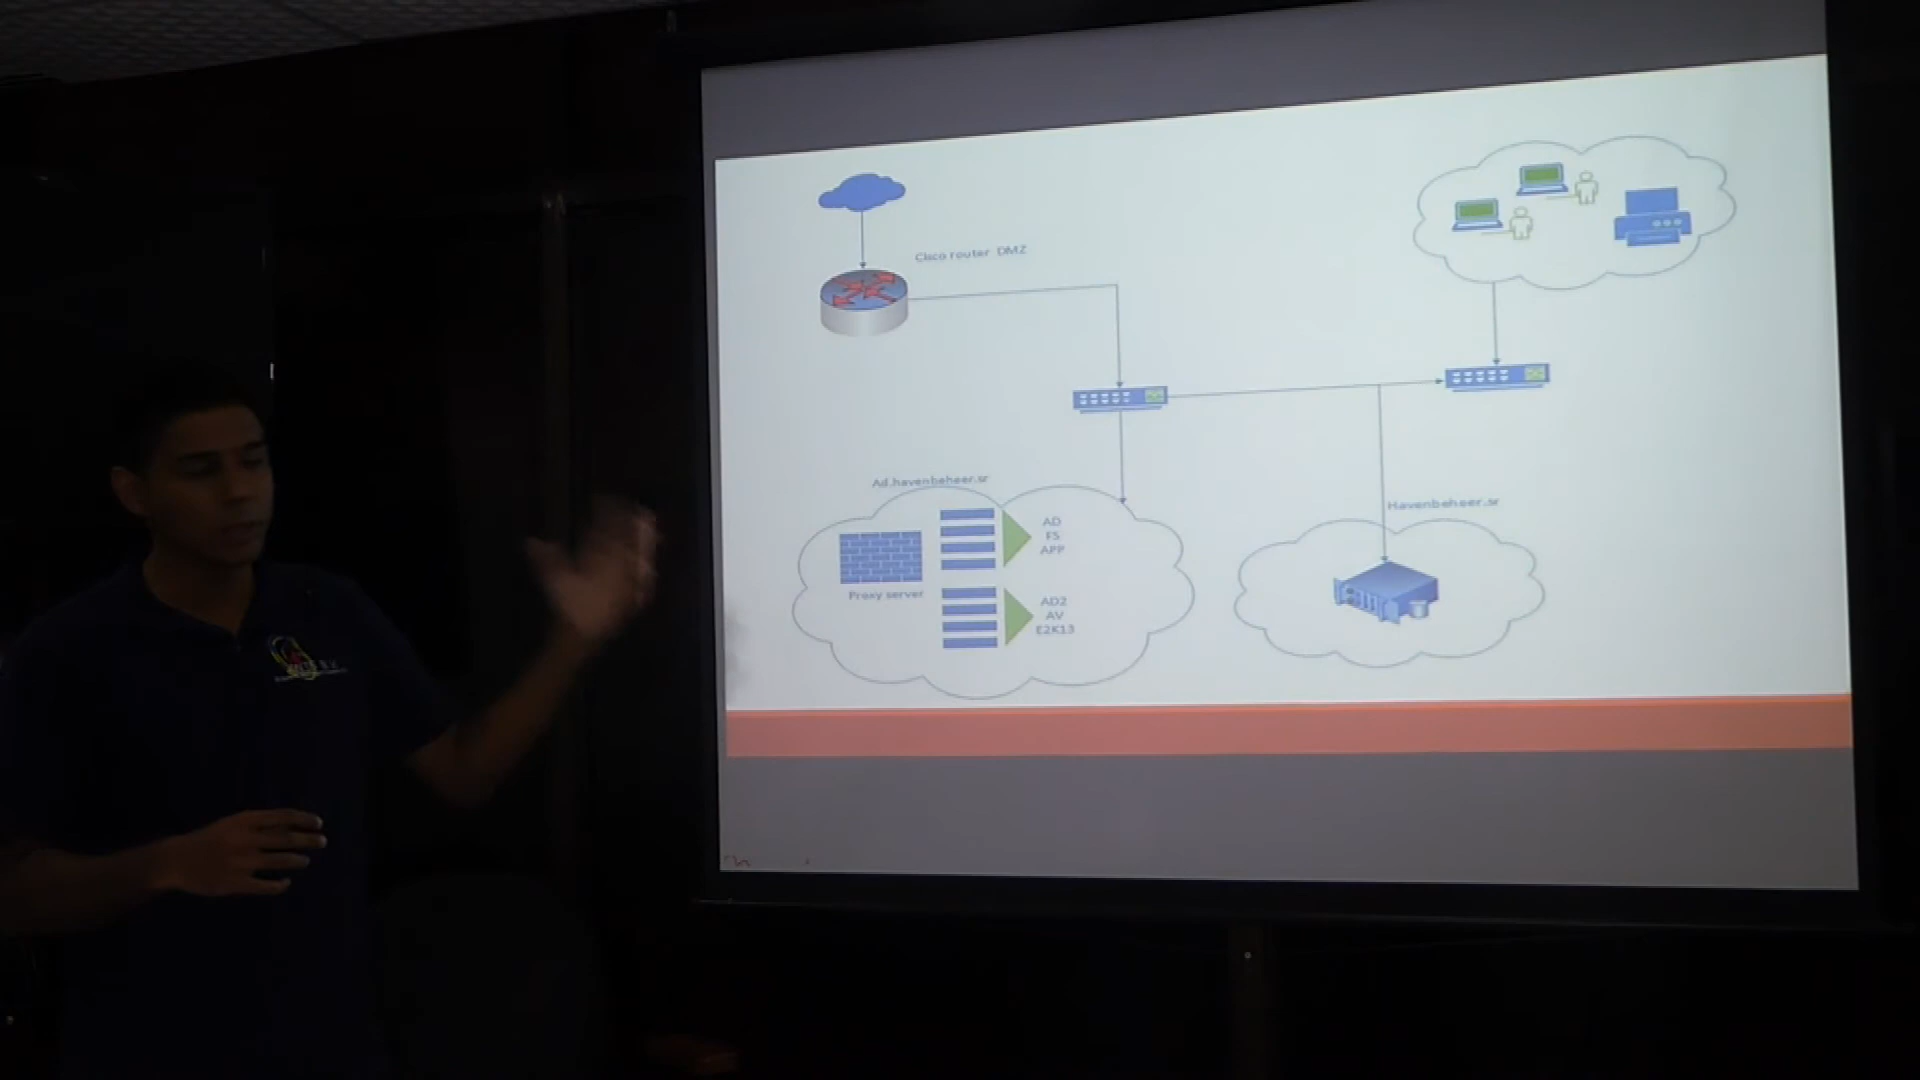 Cisco router DMZ
Ad.havenbeheer.sr
AD
FS
APP
Proxy server
AD2
AV
E2K13
Havenbeheer.sr